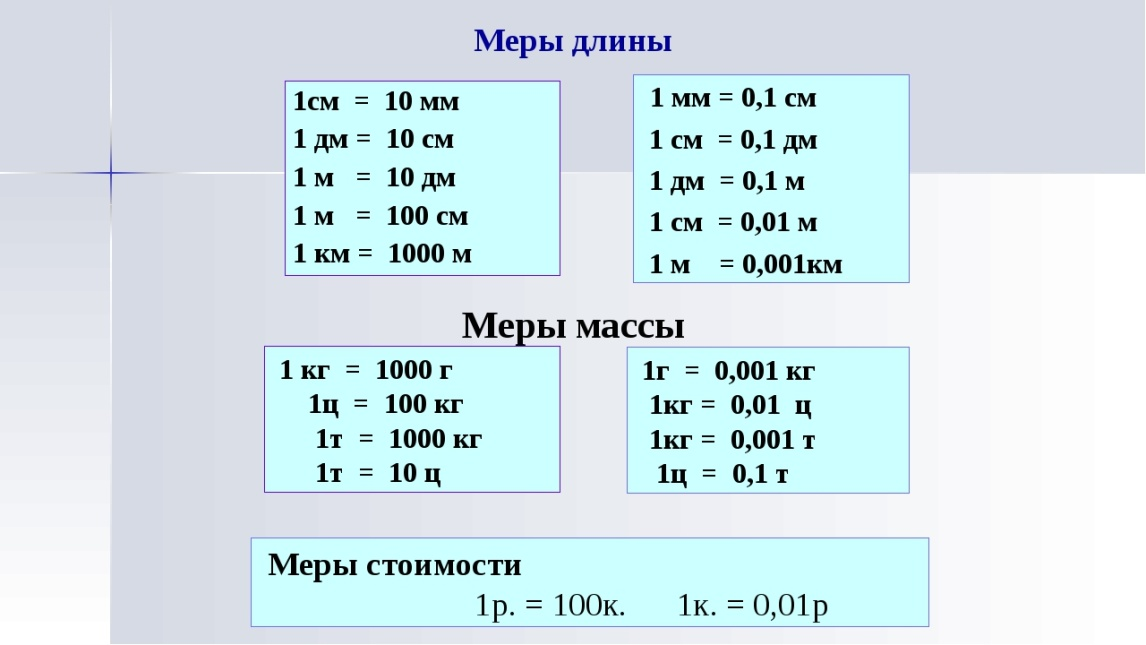 Меры длины
1см = 10 мм
1 дм = 10 см
1 м = 10 дм
1 м = 100 см
1 км = 1000 м
1 мм = 0,1 см
1 см = 0,1 дм
1 дм = 0,1 м
1 см = 0,01 м
1 м = 0,001км
Меры массы
1 кг = 1000 г
1ц = 100 кг
1т = 1000 кг
1т = 10 ц
1г = 0,001 кг
1кг = 0,01 ц
1кг = 0,001 т
1ц = 0,1 т
Меры стоимости
1р. = 100к. 1к. = 0,01р